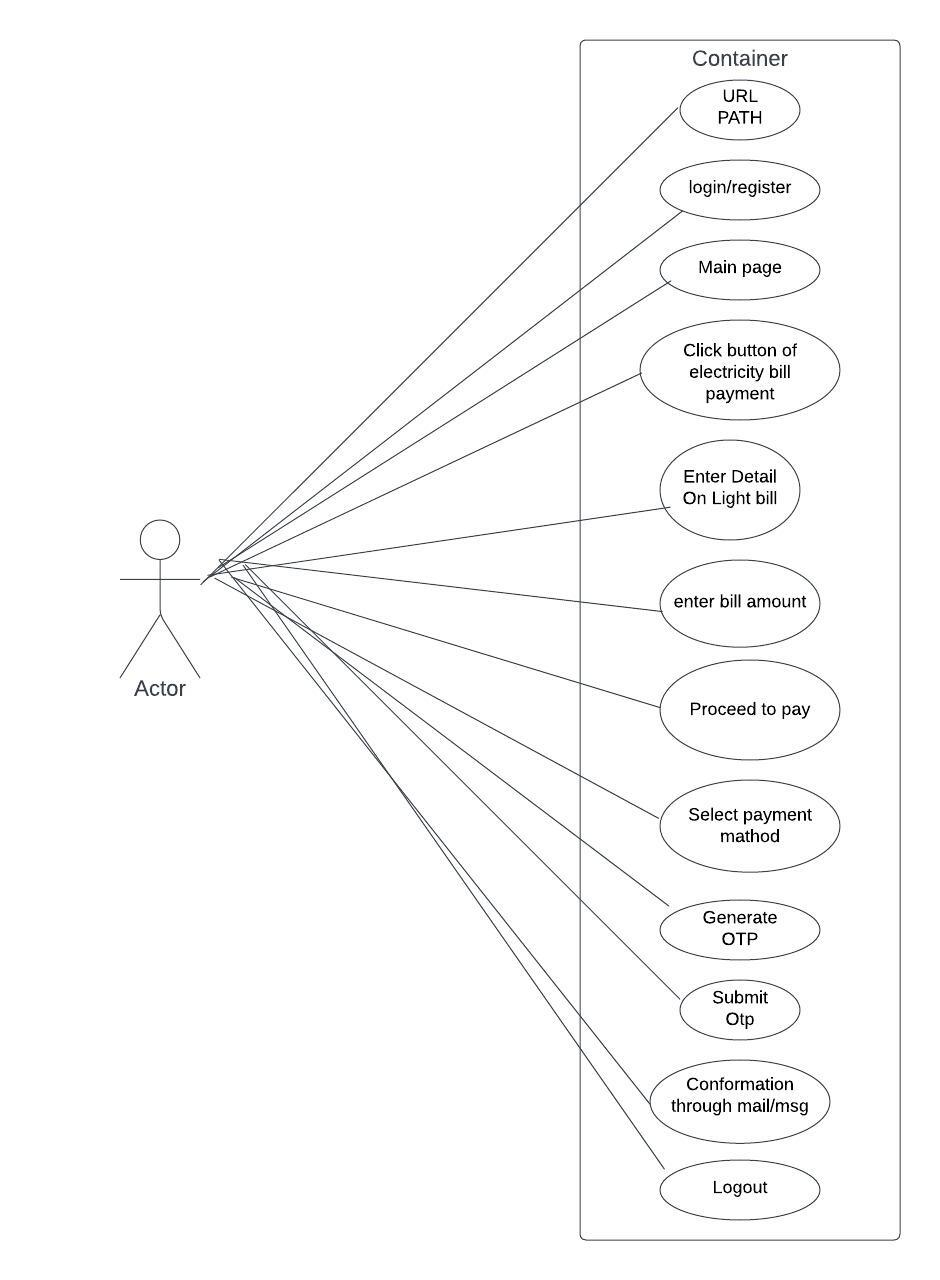 Container
URL
PATH
login/register
Main page
Click button of
electricity bill
payment
Enter Detail
On Light bill
enter bill amount
Actor
Proceed to pay
Select payment
mathod
Generate
OTP
Submit
Otp
Conformation
through mail/msg
Logout